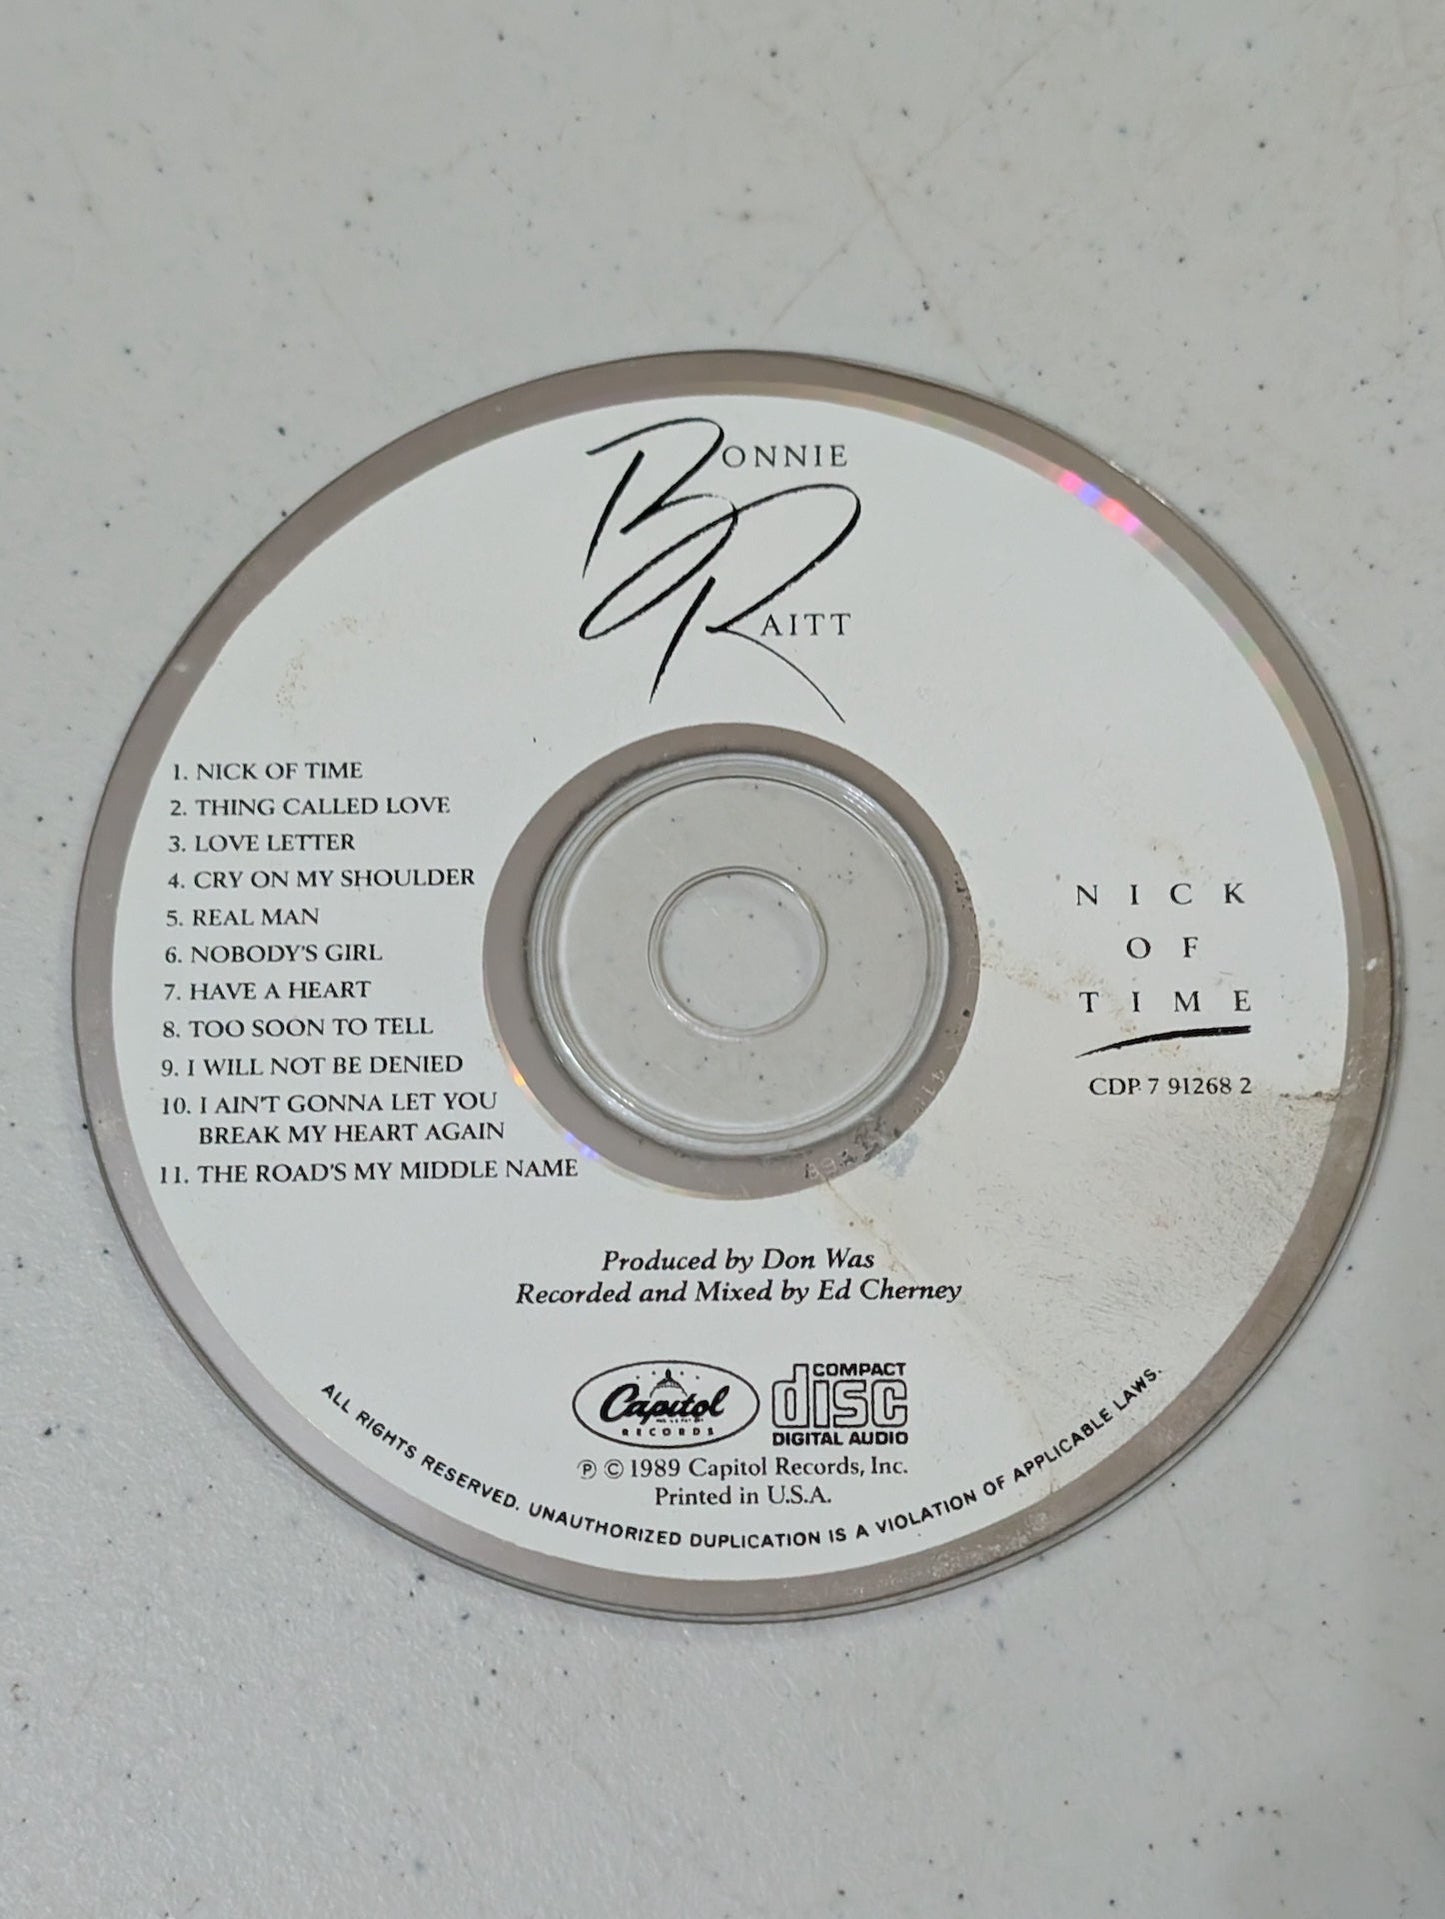 BONNIE
RAITT
1. NICK OF TIME
2. THING CALLED LOVE
3. LOVE LETTER
4. CRY ON MY SHOULDER
5. REAL MAN
6. NOBODY'S GIRL
7. HAVE A HEART
8. TOO SOON TO TELL
9. I WILL NOT BE DENIED
10. I AIN'T GONNA LET YOU
BREAK MY HEART AGAIN
11. THE ROAD'S MY MIDDLE NAME
NICK
OF
TIME
CDP 7 91268 2
Produced by Don Was
Recorded and Mixed by Ed Cherney
Capitol
RECORDS
COMPACT
disc
DIGITAL AUDIO
℗ © 1989 Capitol Records, Inc.
Printed in U.S.A.
ALL RIGHTS RESERVED. UNAUTHORIZED DUPLICATION IS A VIOLATION OF APPLICABLE LAWS.